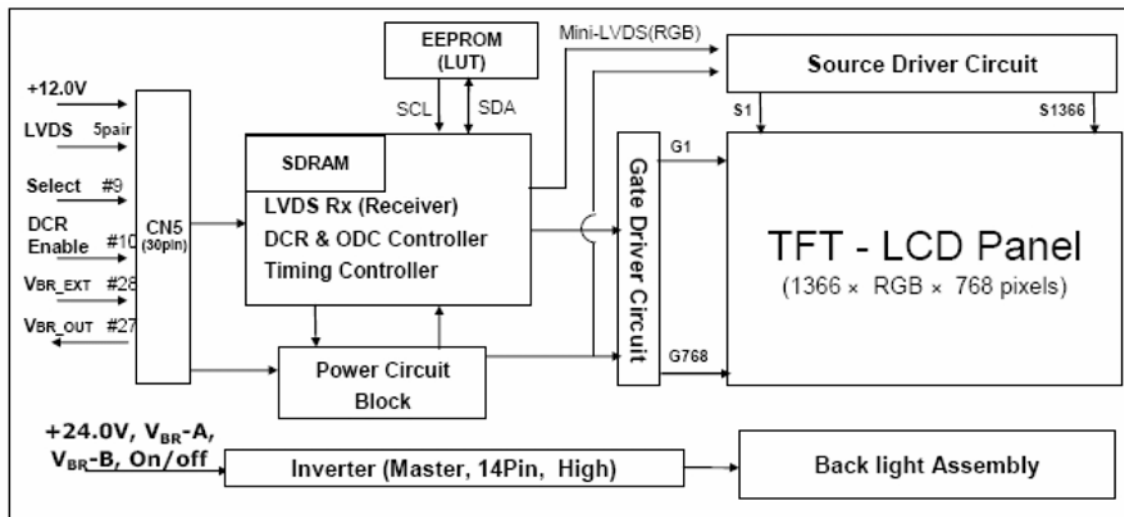 EEPROM
(LUT)
Mini-LVDS(RGB)
Source Driver Circuit
+12.0V
LVDS 5pair
Select #9
DCR
Enable #10
VBR_EXT #28
VBR_OUT #27
CN5
(30pin)
SCL
SDA
SDRAM
LVDS Rx (Receiver)
DCR & ODC Controller
Timing Controller
Power Circuit
Block
Gate Driver Circuit
G1
G768
S1
S1366
TFT - LCD Panel
(1366 × RGB × 768 pixels)
+24.0V, VBR-A,
VBR-B, On/off
Inverter (Master, 14Pin, High)
Back light Assembly